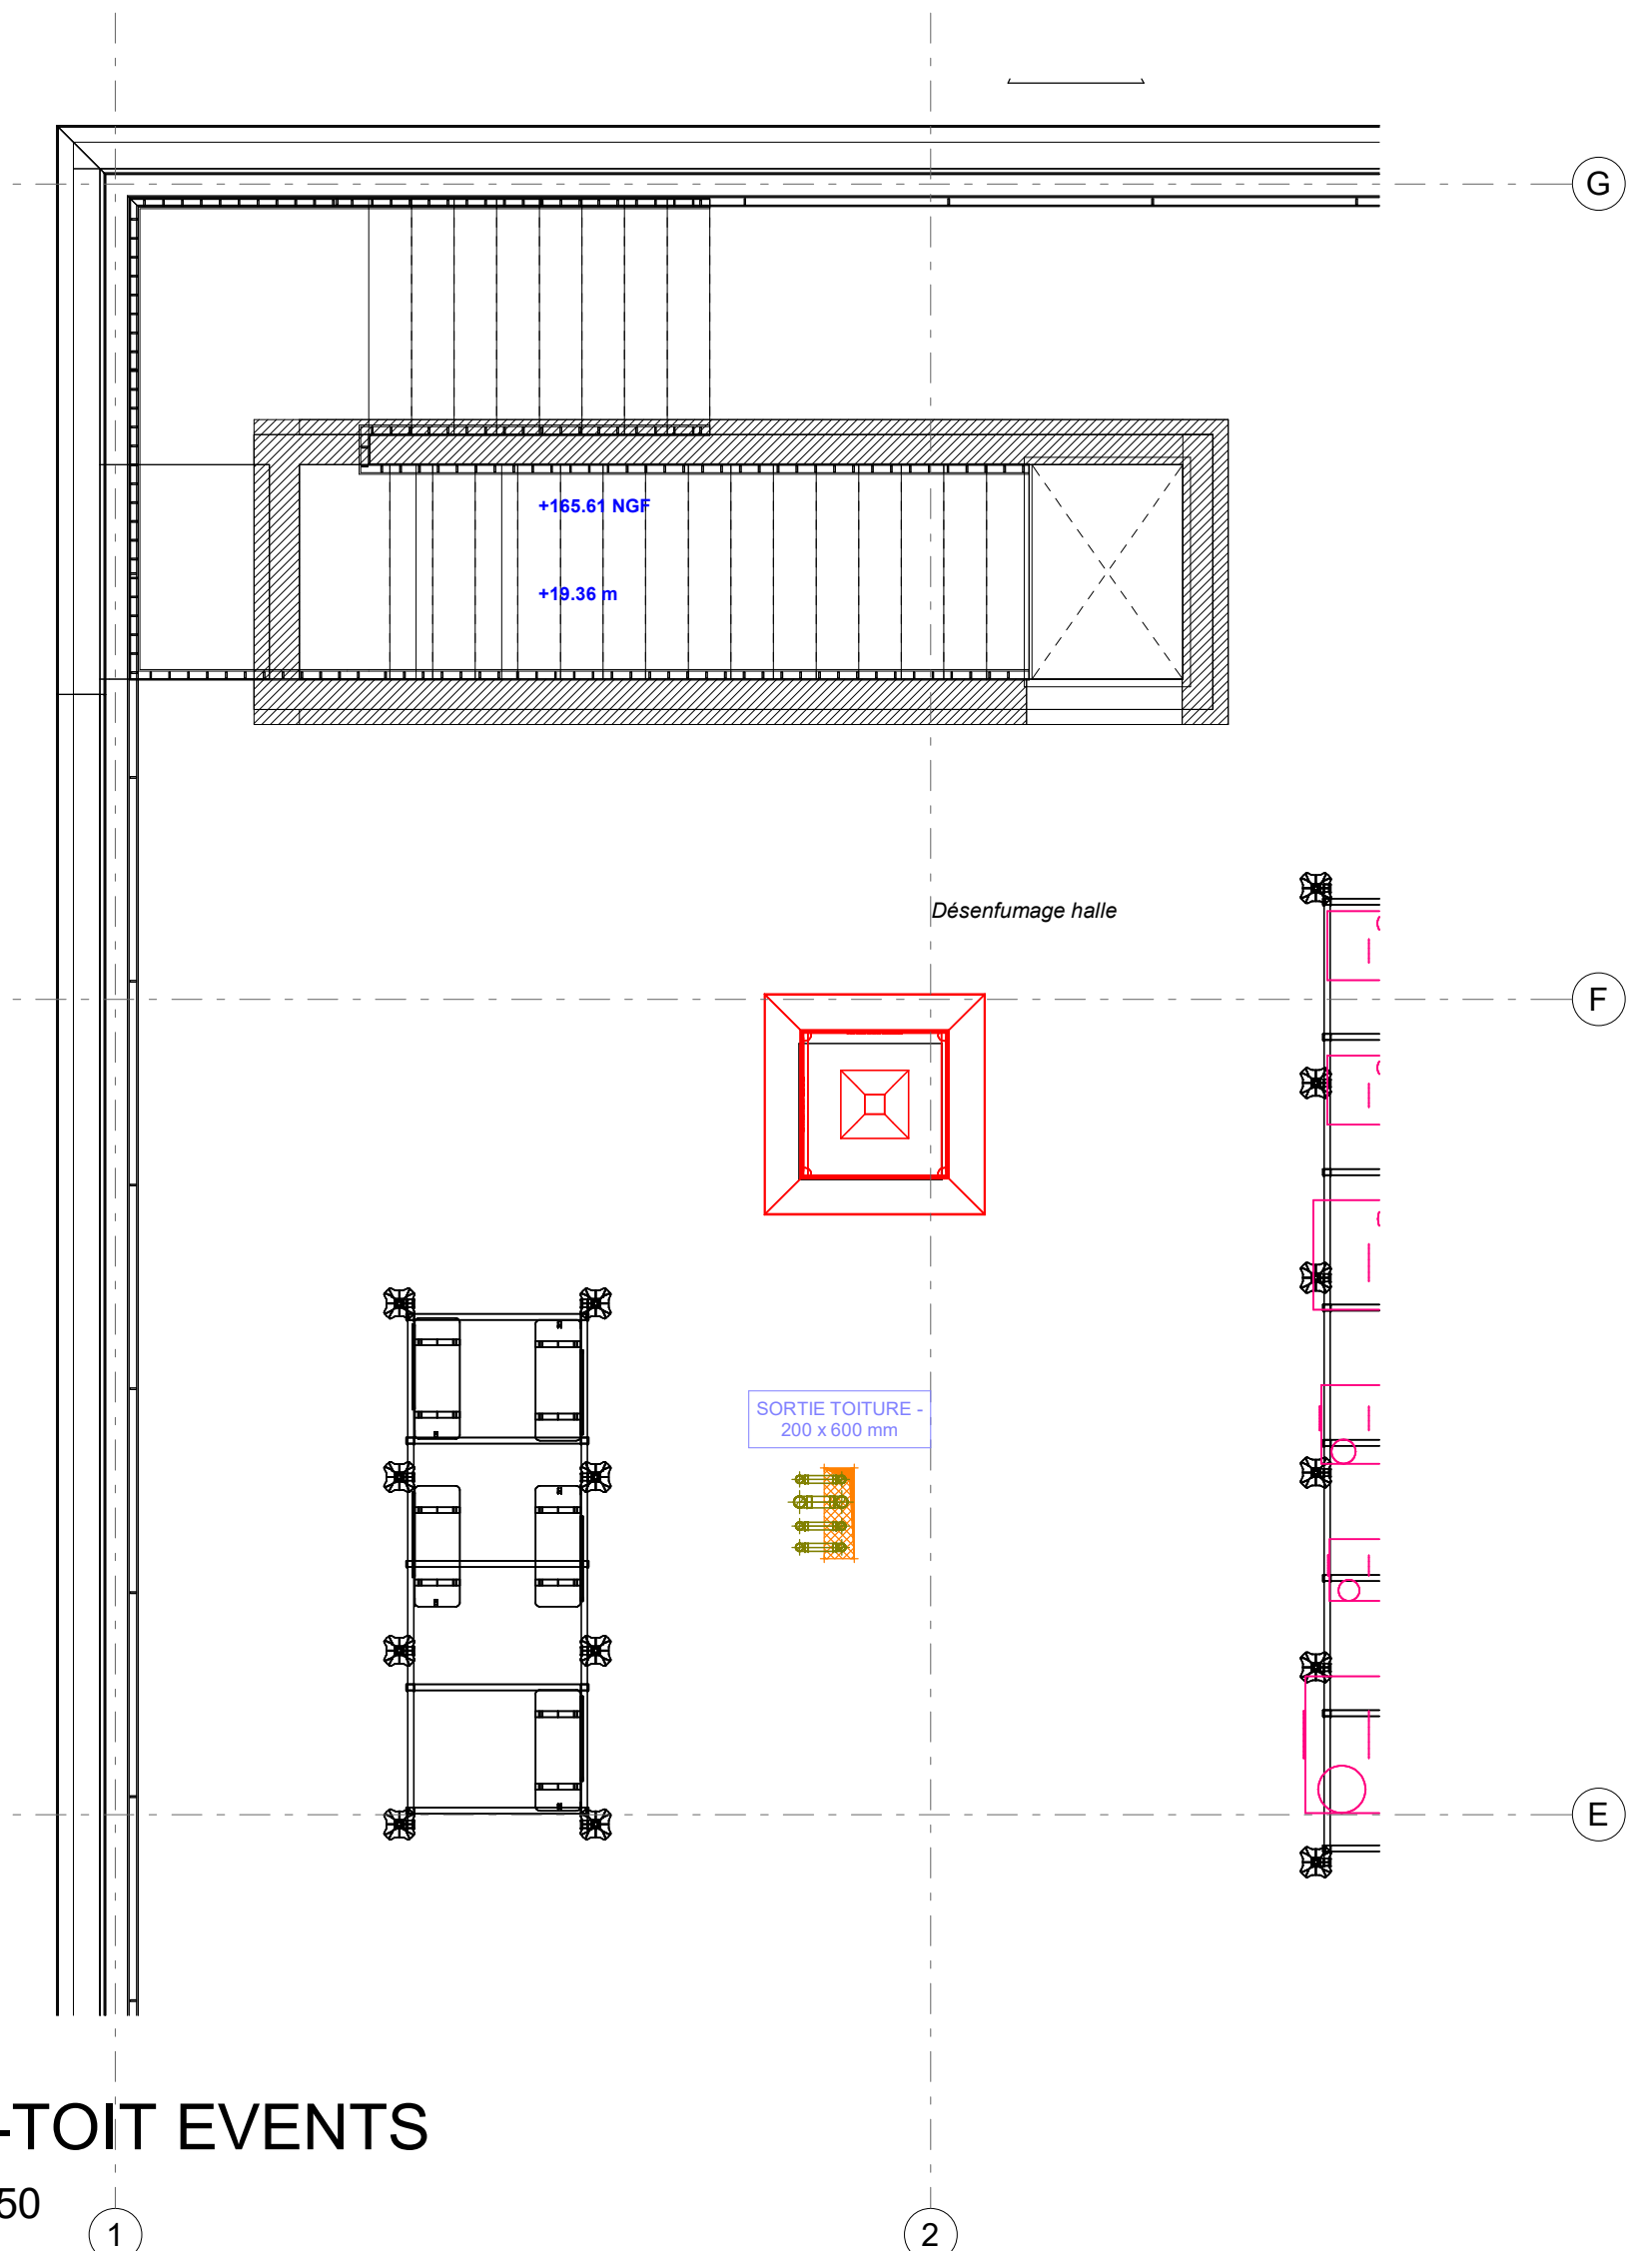 G
+165.61 NGF
+19.36 m
Désenfumage halle
F
SORTIE TOITURE -
200 x 600 mm
E
-TOIT EVENTS
50
1
2